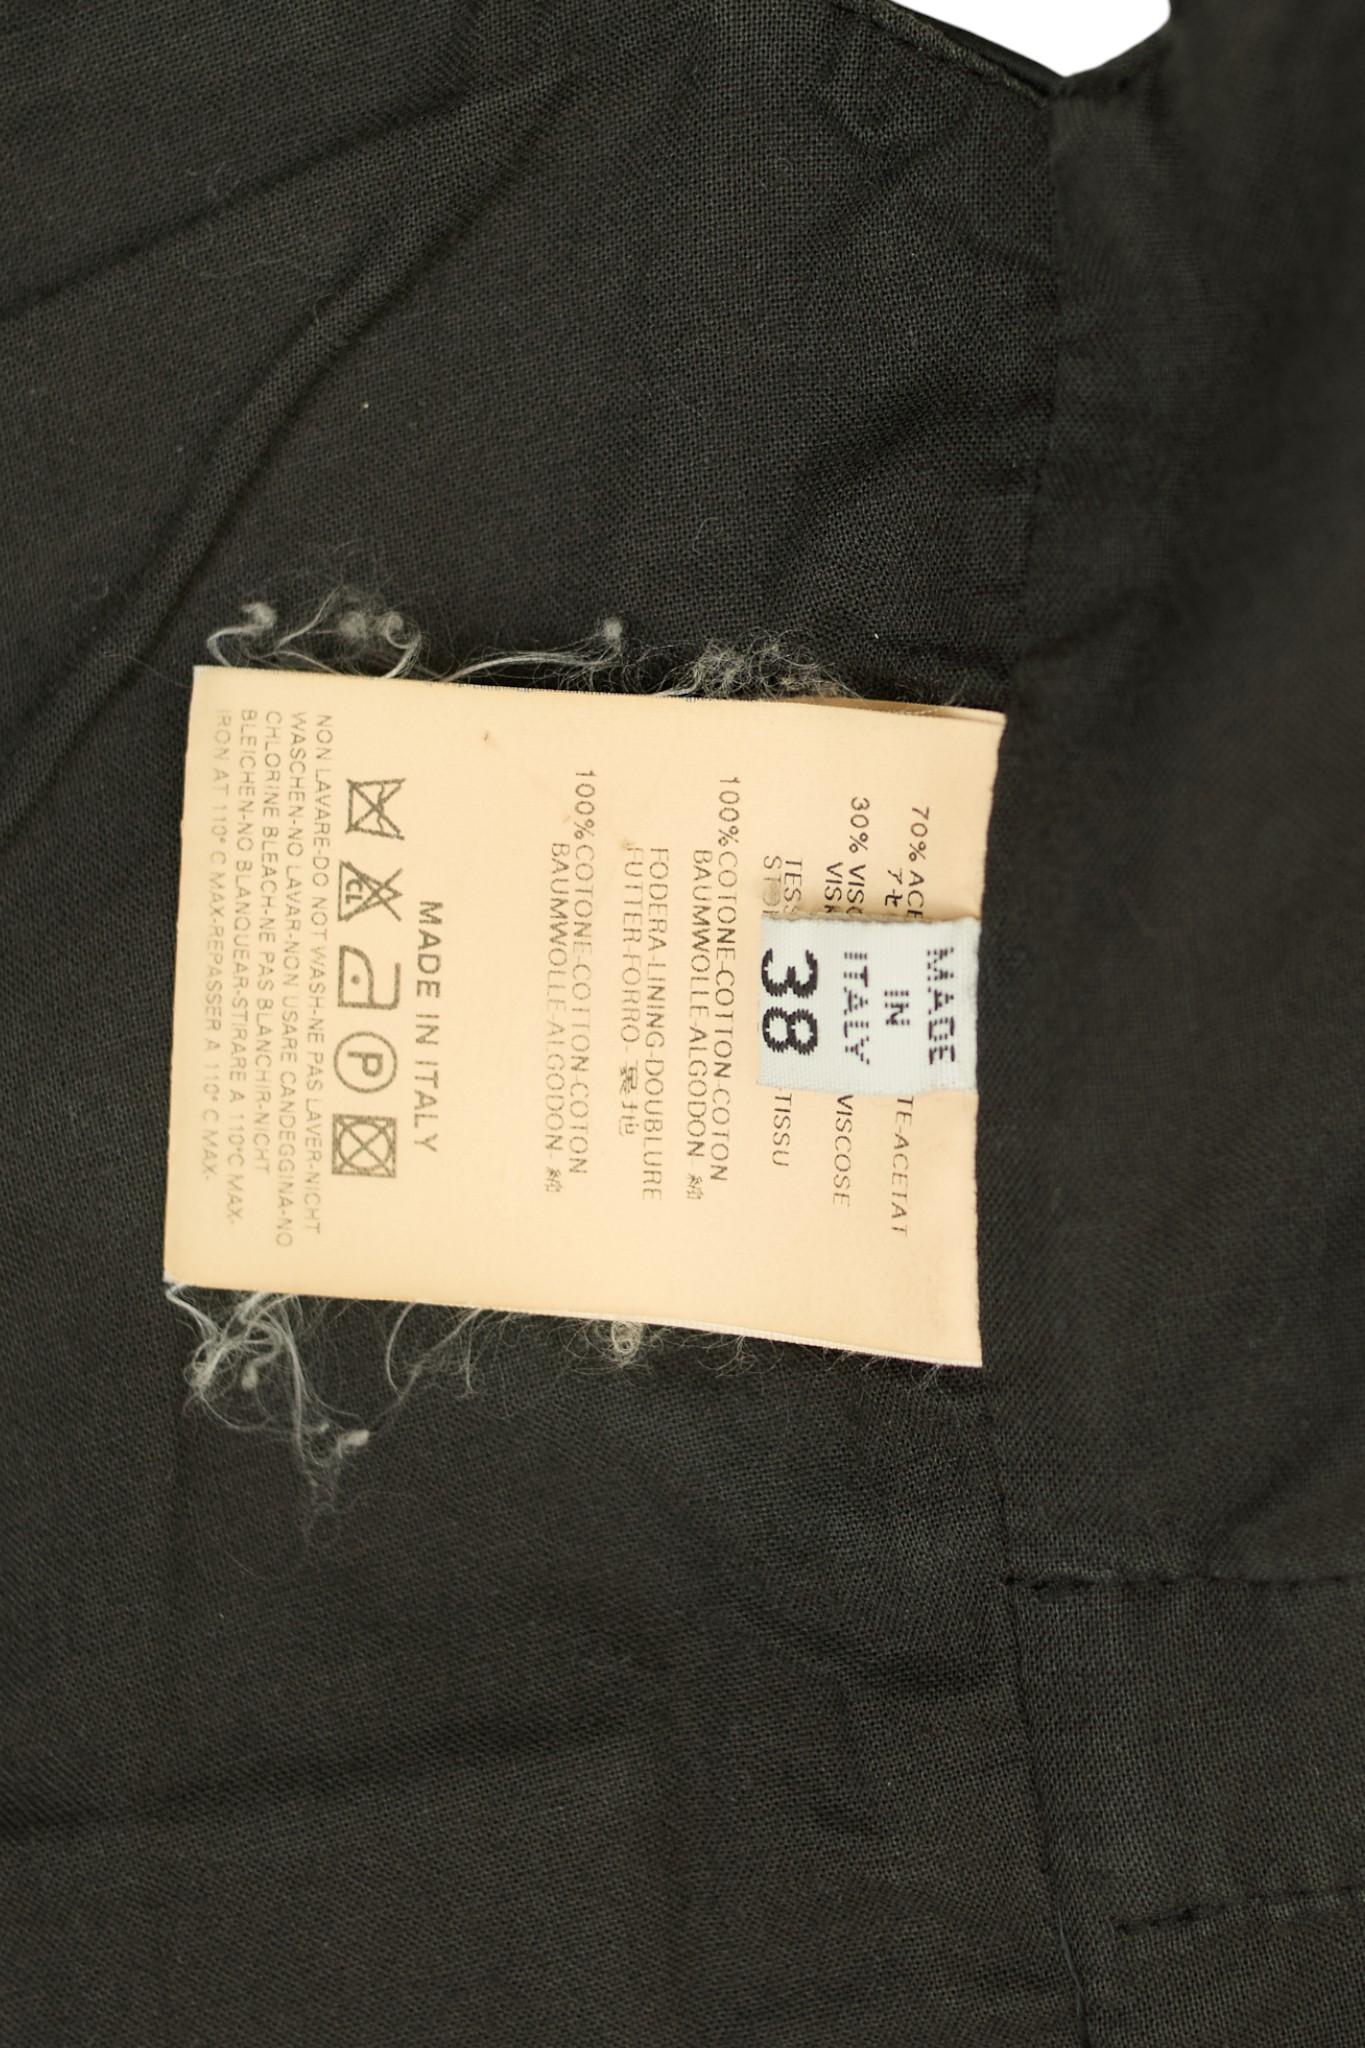 MADE
IN
ITALY
38
70% ACE TE-ACETAT
アセ
30% VISC VISCOSE
VISK
TESS TISSU
100%COTONE-COTTON-COTON
BAUMWOLLE-ALGODON-綿
FODERA-LINING-DOUBLURE
FUTTER-FORRO-裏地
100%COTONE-COTTON-COTON
BAUMWOLLE-ALGODON-綿
MADE IN ITALY
CL P
NON LAVARE-DO NOT WASH-NE PAS LAVER-NICHT
WASCHEN-NO LAVAR-NON USARE CANDEGGINA-NO
CHLORINE BLEACH-NE PAS BLANCHIR-NICHT
BLEICHEN-NO BLANQUEAR-STIRARE A 110°C MAX-
IRON AT 110° C MAX-REPASSER A 110° C MAX-